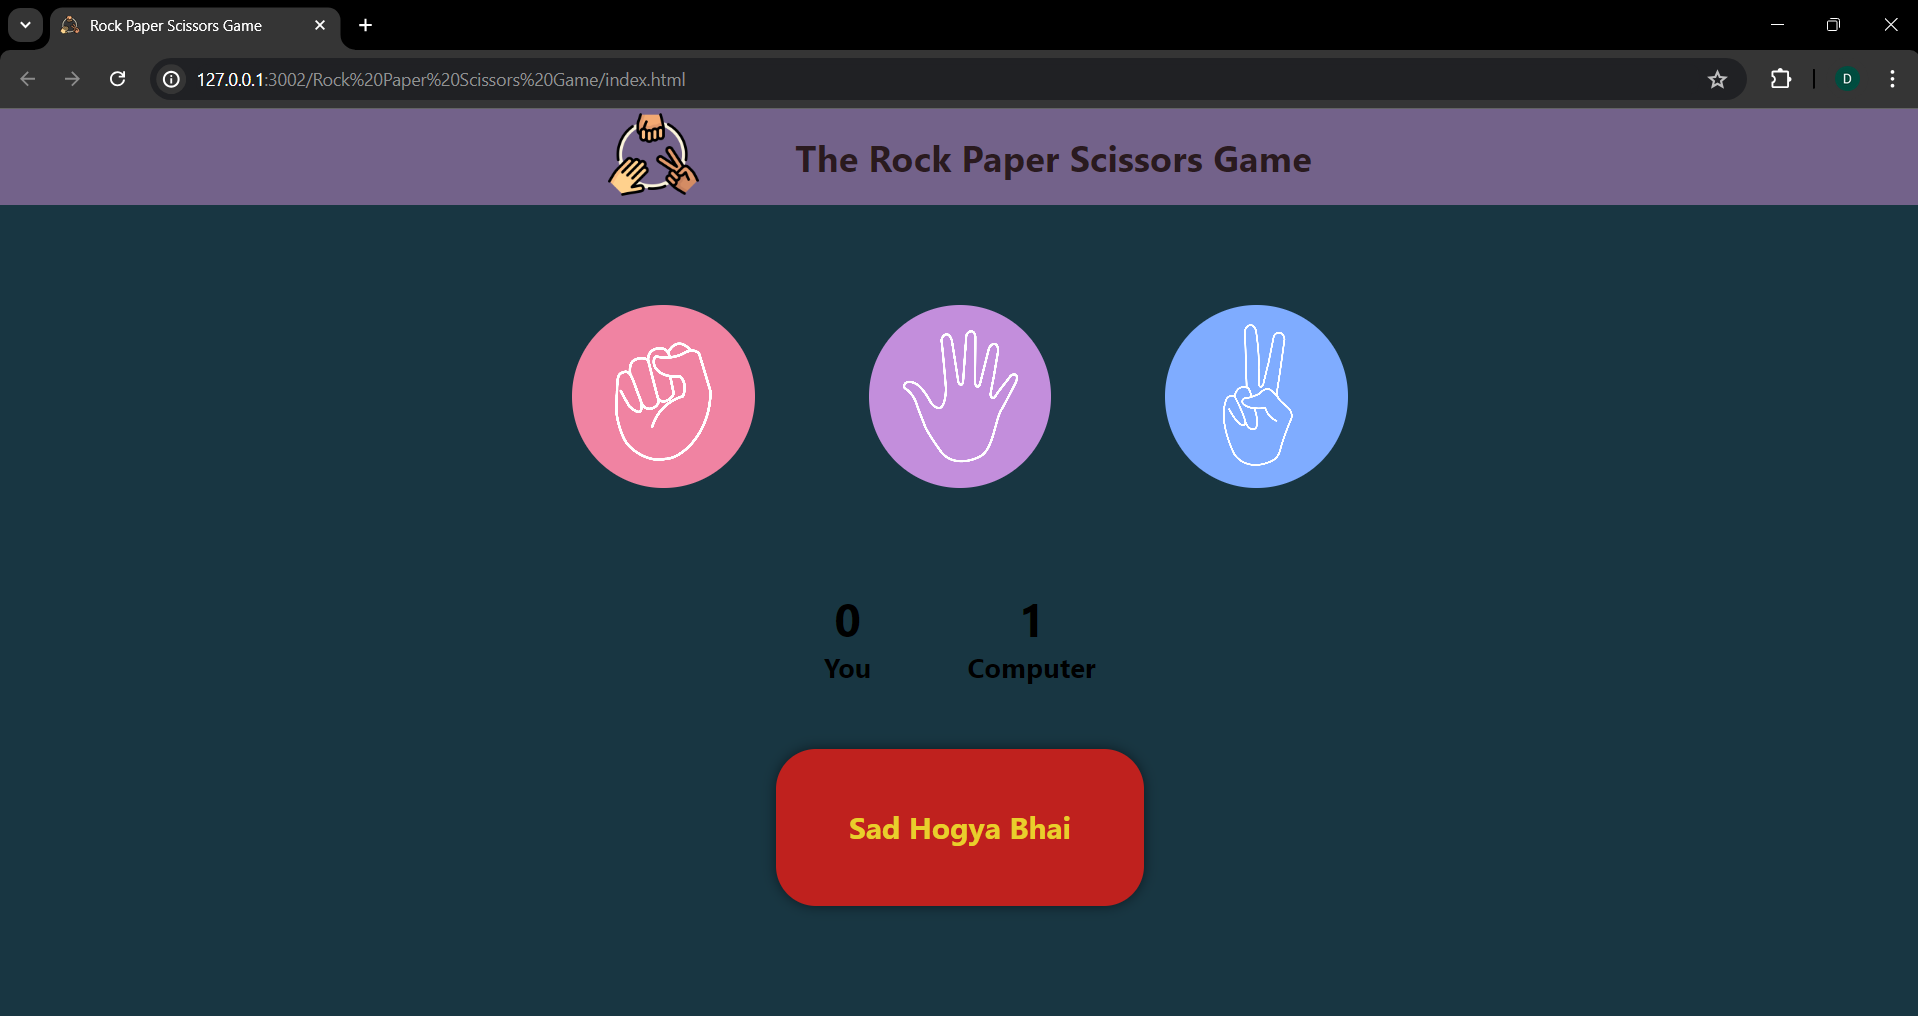 Rock Paper Scissors Game
127.0.0.1:3002/Rock%20Paper%20Scissors%20Game/index.html
D
The Rock Paper Scissors Game
0 1
You Computer
Sad Hogya Bhai